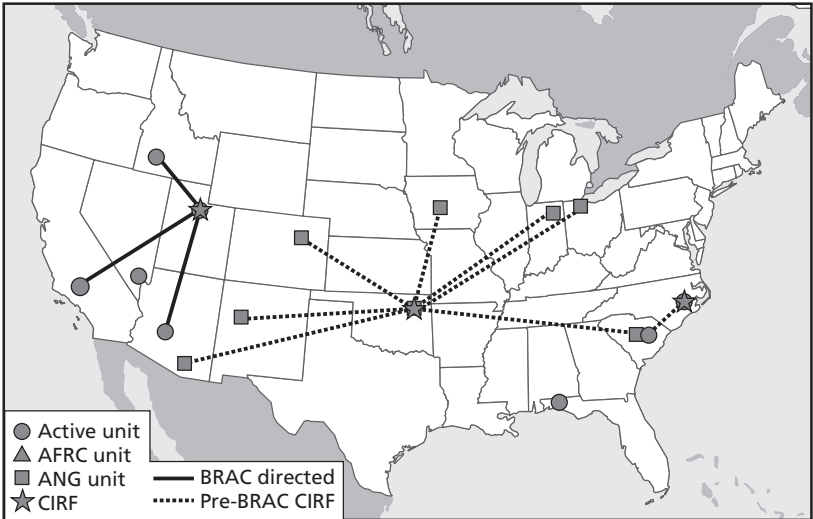 Active unit
AFRC unit
ANG unit
CIRF
BRAC directed
Pre-BRAC CIRF